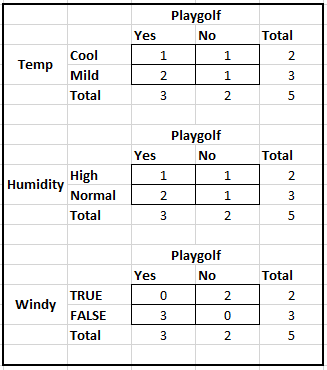 Playgolf
Yes No Total
Temp Cool 1 1 2
Mild 2 1 3
Total 3 2 5
Playgolf
Yes No Total
Humidity High 1 1 2
Normal 2 1 3
Total 3 2 5
Playgolf
Yes No Total
Windy TRUE 0 2 2
FALSE 3 0 3
Total 3 2 5